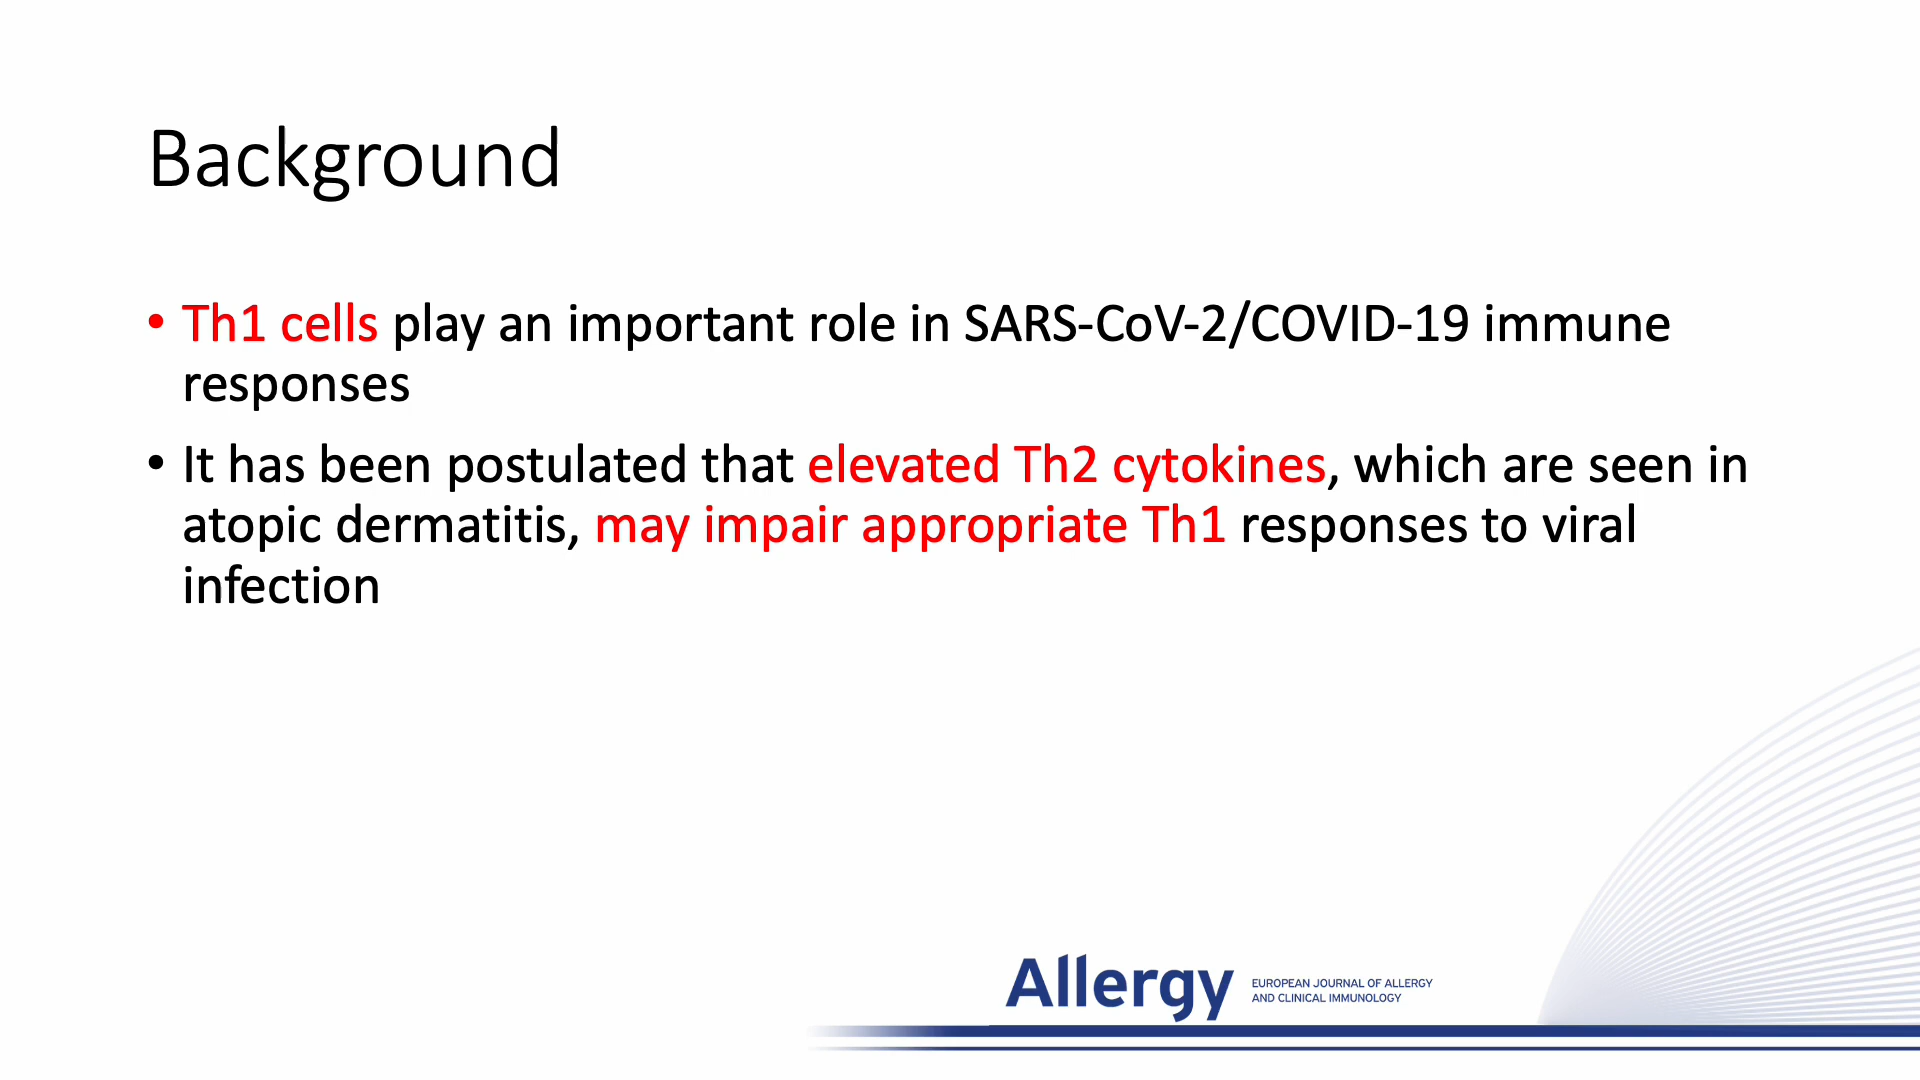 Background
• Th1 cells play an important role in SARS-CoV-2/COVID-19 immune
responses
• It has been postulated that elevated Th2 cytokines, which are seen in
atopic dermatitis, may impair appropriate Th1 responses to viral
infection
Allergy
EUROPEAN JOURNAL OF ALLERGY
AND CLINICAL IMMUNOLOGY